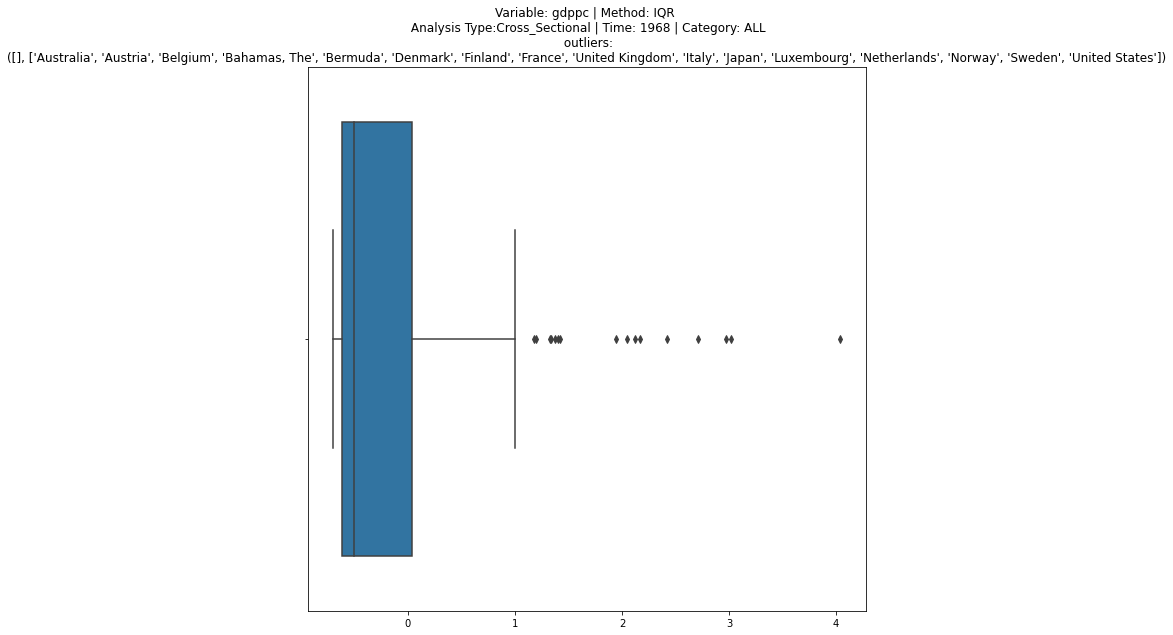 Variable: gdppc | Method: IQR
Analysis Type:Cross_Sectional | Time: 1968 | Category: ALL
outliers:
([], ['Australia', 'Austria', 'Belgium', 'Bahamas, The', 'Bermuda', 'Denmark', 'Finland', 'France', 'United Kingdom', 'Italy', 'Japan', 'Luxembourg', 'Netherlands', 'Norway', 'Sweden', 'United States'])
0 1 2 3 4